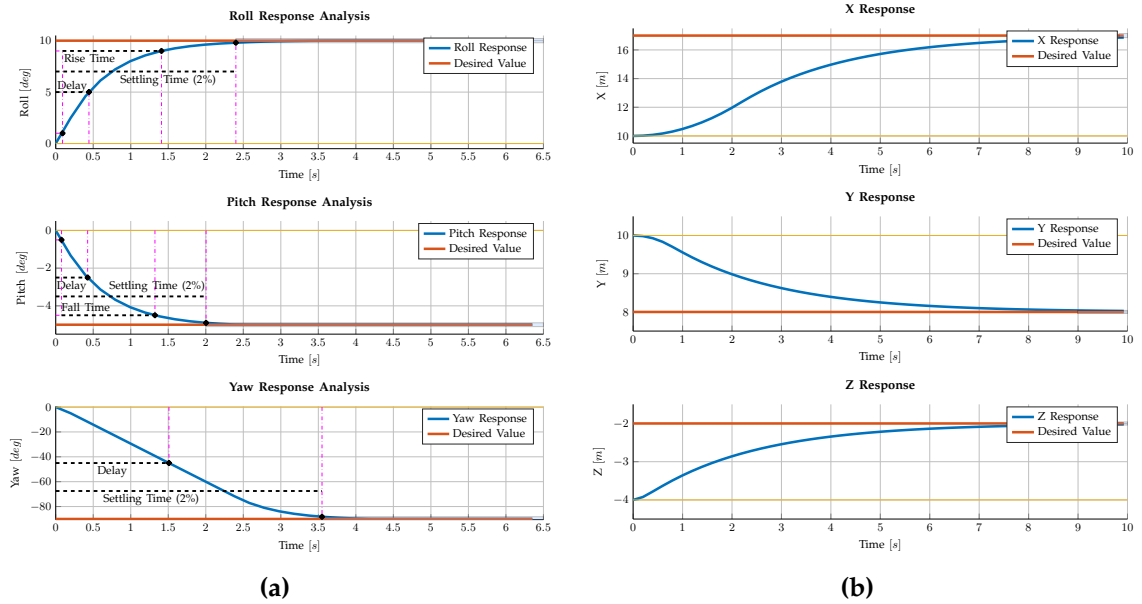 Roll Response Analysis
10
5
0
Roll [deg]
Rise Time
Settling Time (2%)
Delay
Roll Response
Desired Value
0 0.5 1 1.5 2 2.5 3 3.5 4 4.5 5 5.5 6 6.5
Time [s]
Pitch Response Analysis
0
−2
−4
Pitch [deg]
Delay
Settling Time (2%)
Fall Time
Pitch Response
Desired Value
0 0.5 1 1.5 2 2.5 3 3.5 4 4.5 5 5.5 6 6.5
Time [s]
Yaw Response Analysis
0
−20
−40
−60
−80
Yaw [deg]
Delay
Settling Time (2%)
Yaw Response
Desired Value
0 0.5 1 1.5 2 2.5 3 3.5 4 4.5 5 5.5 6 6.5
Time [s]
(a)
X Response
16
14
12
10
X [m]
X Response
Desired Value
0 1 2 3 4 5 6 7 8 9 10
Time [s]
Y Response
10
9
8
Y [m]
Y Response
Desired Value
0 1 2 3 4 5 6 7 8 9 10
Time [s]
Z Response
−2
−3
−4
Z [m]
Z Response
Desired Value
0 1 2 3 4 5 6 7 8 9 10
Time [s]
(b)